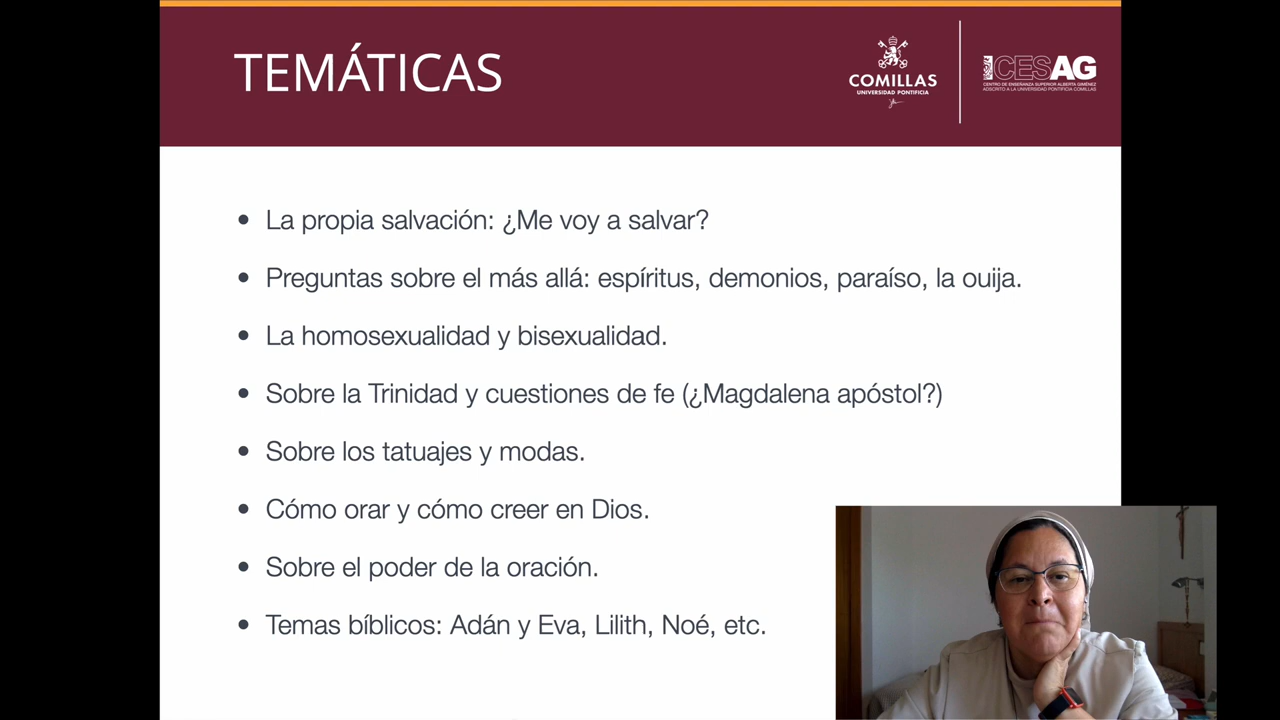 TEMÁTICAS
COMILLAS
UNIVERSIDAD PONTIFICIA
ICESAG
CENTRO DE ENSEÑANZA SUPERIOR ALBERTA GIMÉNEZ
ADSCRITO A LA UNIVERSIDAD PONTIFICIA COMILLAS
• La propia salvación: ¿Me voy a salvar?
• Preguntas sobre el más allá: espíritus, demonios, paraíso, la ouija.
• La homosexualidad y bisexualidad.
• Sobre la Trinidad y cuestiones de fe (¿Magdalena apóstol?)
• Sobre los tatuajes y modas.
• Cómo orar y cómo creer en Dios.
• Sobre el poder de la oración.
• Temas bíblicos: Adán y Eva, Lilith, Noé, etc.